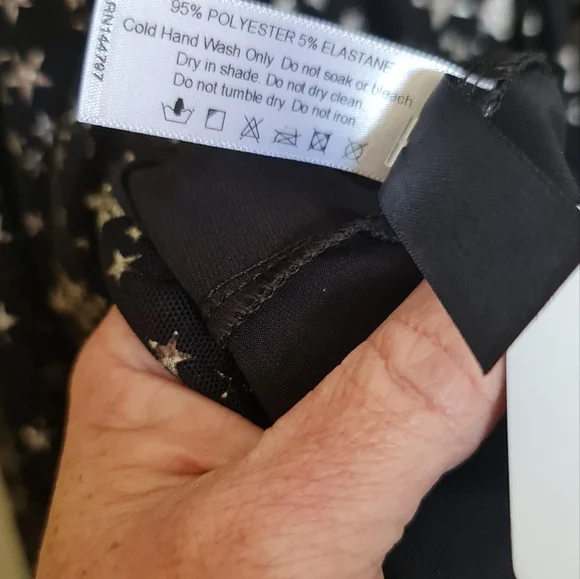 95% POLYESTER 5% ELASTANE
Cold Hand Wash Only. Do not soak or bleach
Dry in shade. Do not dry clean.
Do not tumble dry. Do not iron
RN144797